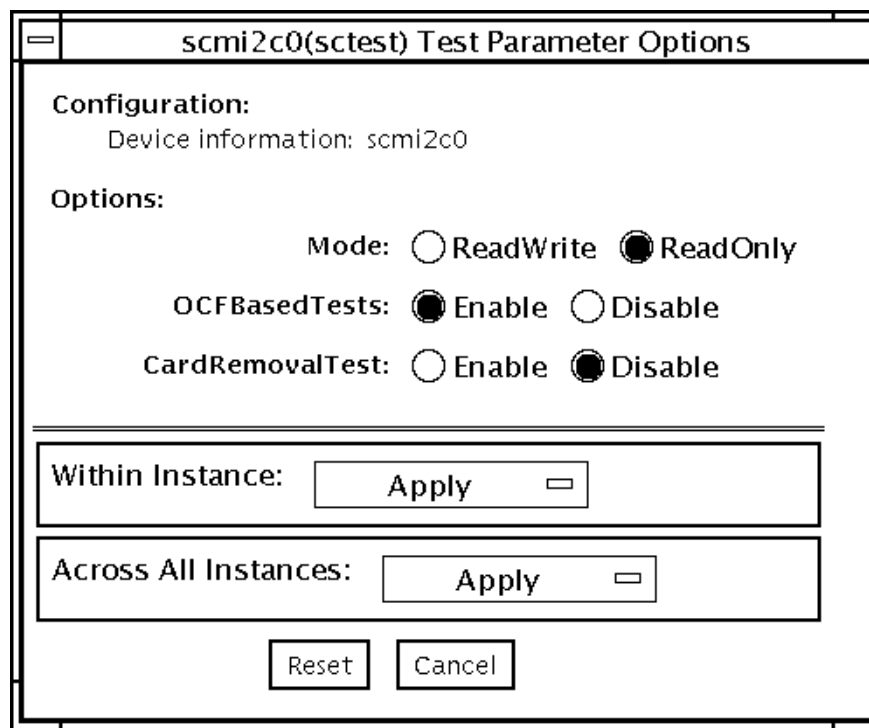 scmi2c0(sctest) Test Parameter Options
Configuration:
Device information: scmi2c0
Options:
Mode: ReadWrite ReadOnly
OCFBasedTests: Enable Disable
CardRemovalTest: Enable Disable
Within Instance: Apply
Across All Instances: Apply
Reset Cancel